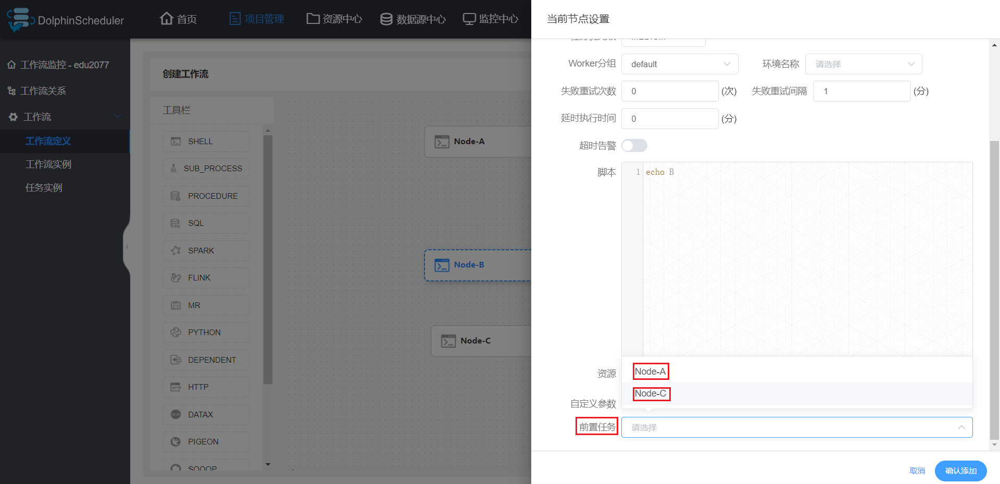 DolphinScheduler
首页
项目管理
资源中心
数据源中心
监控中心
工作流监控 - edu2077
工作流关系
工作流
工作流定义
工作流实例
任务实例
创建工作流
工具栏
SHELL
SUB_PROCESS
PROCEDURE
SQL
SPARK
FLINK
MR
PYTHON
DEPENDENT
HTTP
DATAX
PIGEON
SQOOP
Node-A
Node-B
Node-C
当前节点设置
Worker分组 default 环境名称 请选择
失败重试次数 0 (次) 失败重试间隔 1 (分)
延时执行时间 0 (分)
超时告警
脚本 1 echo B
资源
Node-A
Node-C
自定义参数
前置任务 请选择
取消 确认添加